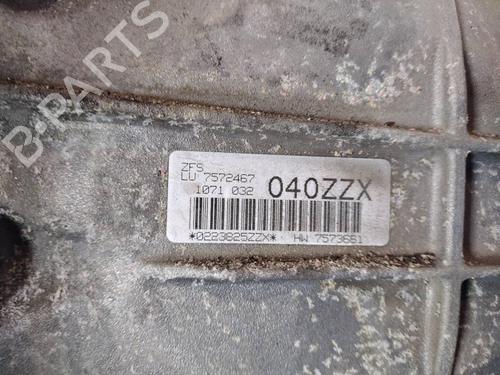 B-PARTS
ZFS
LU 7572467
1071 032 040ZZX
*0223825ZZX* HW 7573661